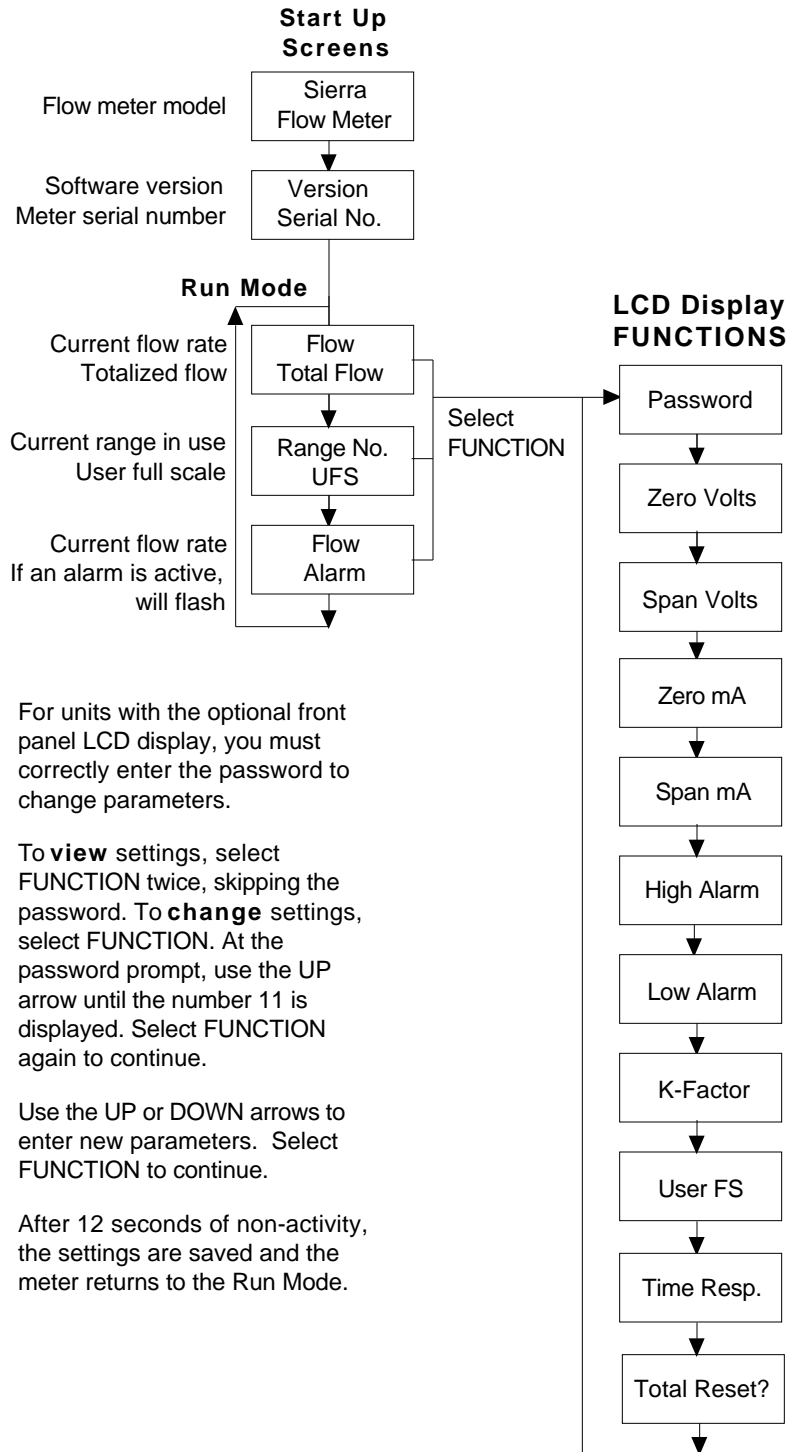 Start Up
Screens
Flow meter model
Sierra
Flow Meter
Software version
Meter serial number
Version
Serial No.
Run Mode
Current flow rate
Totalized flow
Flow
Total Flow
Current range in use
User full scale
Range No.
UFS
Current flow rate
If an alarm is active,
will flash
Flow
Alarm
Select
FUNCTION
LCD Display
FUNCTIONS
Password
Zero Volts
Span Volts
Zero mA
Span mA
High Alarm
Low Alarm
K-Factor
User FS
Time Resp.
Total Reset?
For units with the optional front
panel LCD display, you must
correctly enter the password to
change parameters.
To view settings, select
FUNCTION twice, skipping the
password. To change settings,
select FUNCTION. At the
password prompt, use the UP
arrow until the number 11 is
displayed. Select FUNCTION
again to continue.
Use the UP or DOWN arrows to
enter new parameters. Select
FUNCTION to continue.
After 12 seconds of non-activity,
the settings are saved and the
meter returns to the Run Mode.